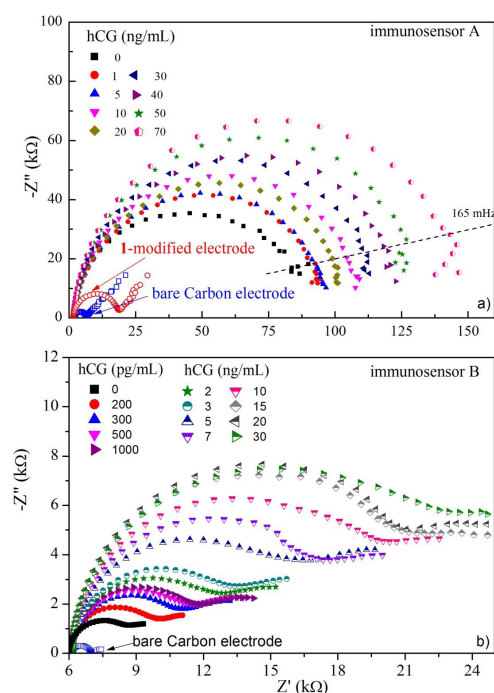 hCG (ng/mL)
immunosensor A
0
1 30
5 40
10 50
20 70
165 mHz
1-modified electrode
bare Carbon electrode
a)
-Z'' (kΩ)
100
80
60
40
20
0
0 25 50 75 100 125 150
hCG (pg/mL) hCG (ng/mL) immunosensor B
0 2 10
200 3 15
300 5 20
500 7 30
1000
bare Carbon electrode
b)
-Z'' (kΩ)
12
10
8
6
4
2
0
6 9 12 15 18 21 24
Z' (kΩ)